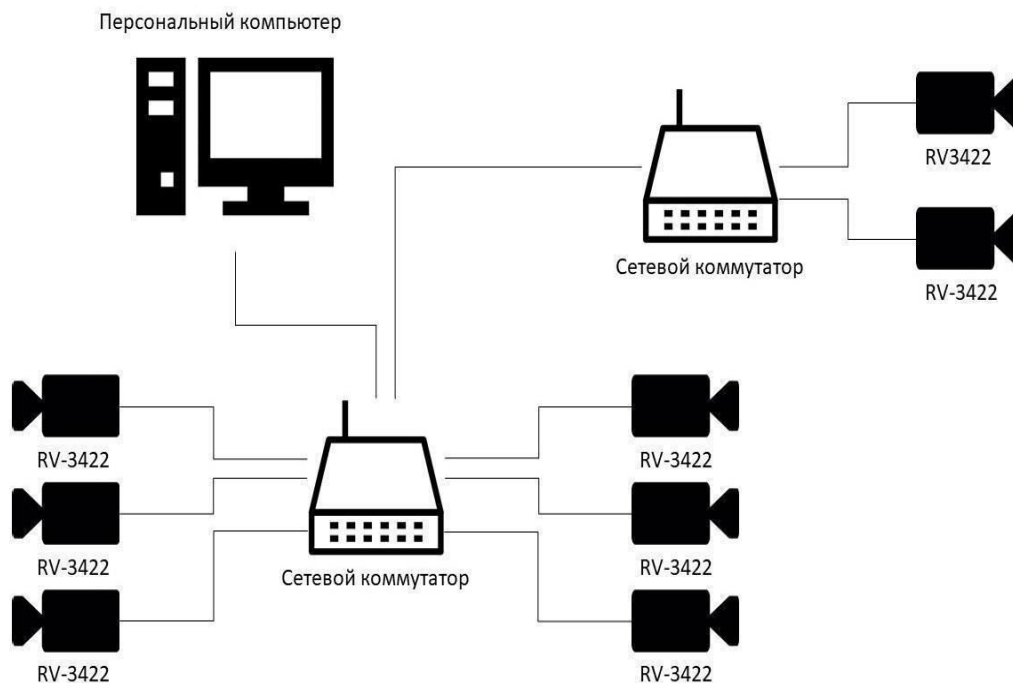 Персональный компьютер
RV3422
Сетевой коммутатор
RV-3422
RV-3422
RV-3422
RV-3422
RV-3422
Сетевой коммутатор
RV-3422
RV-3422